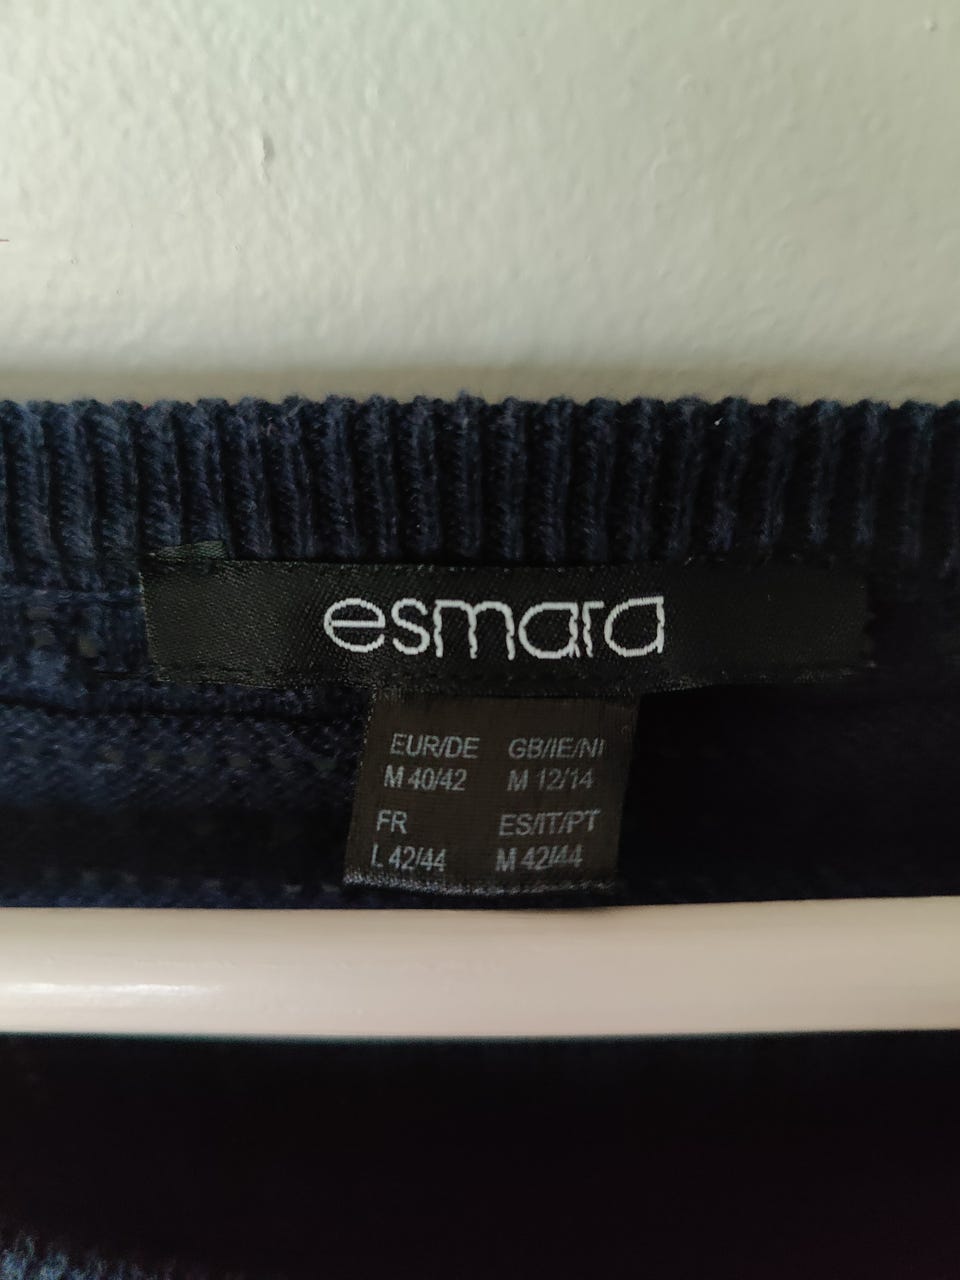 esmara
EUR/DE GB/IE/NI
M 40/42 M 12/14
FR ES/IT/PT
L 42/44 M 42/44